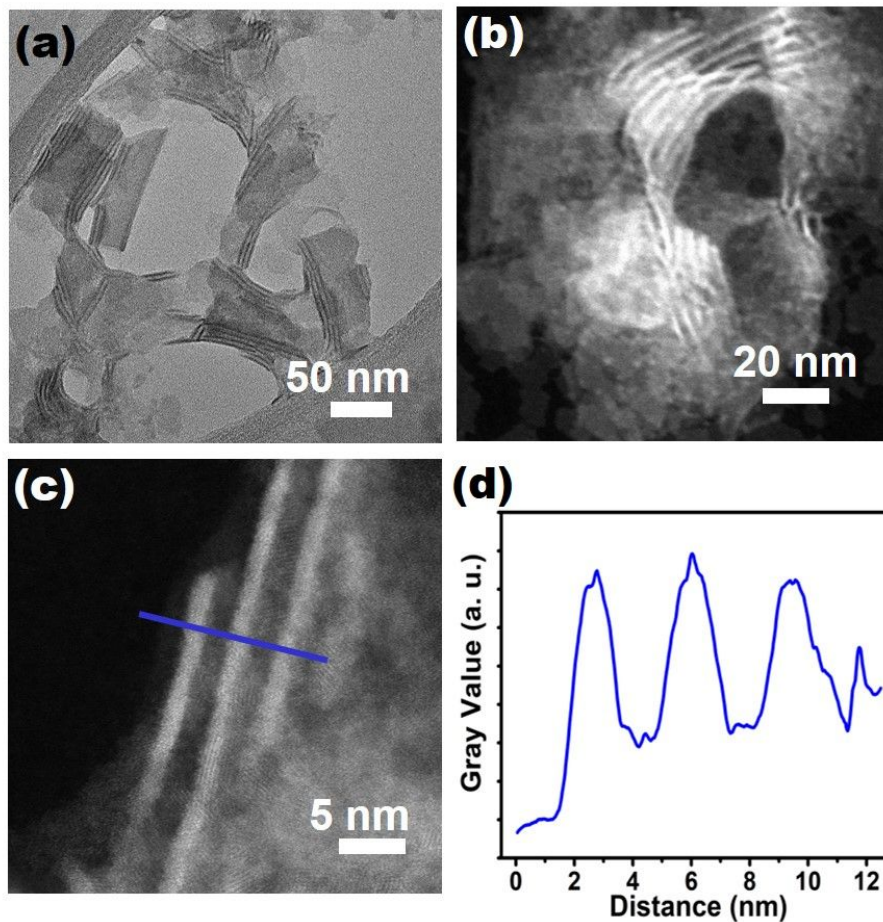 (a)
50 nm
(b)
20 nm
(c)
5 nm
(d)
Gray Value (a. u.)
0 2 4 6 8 10 12
Distance (nm)